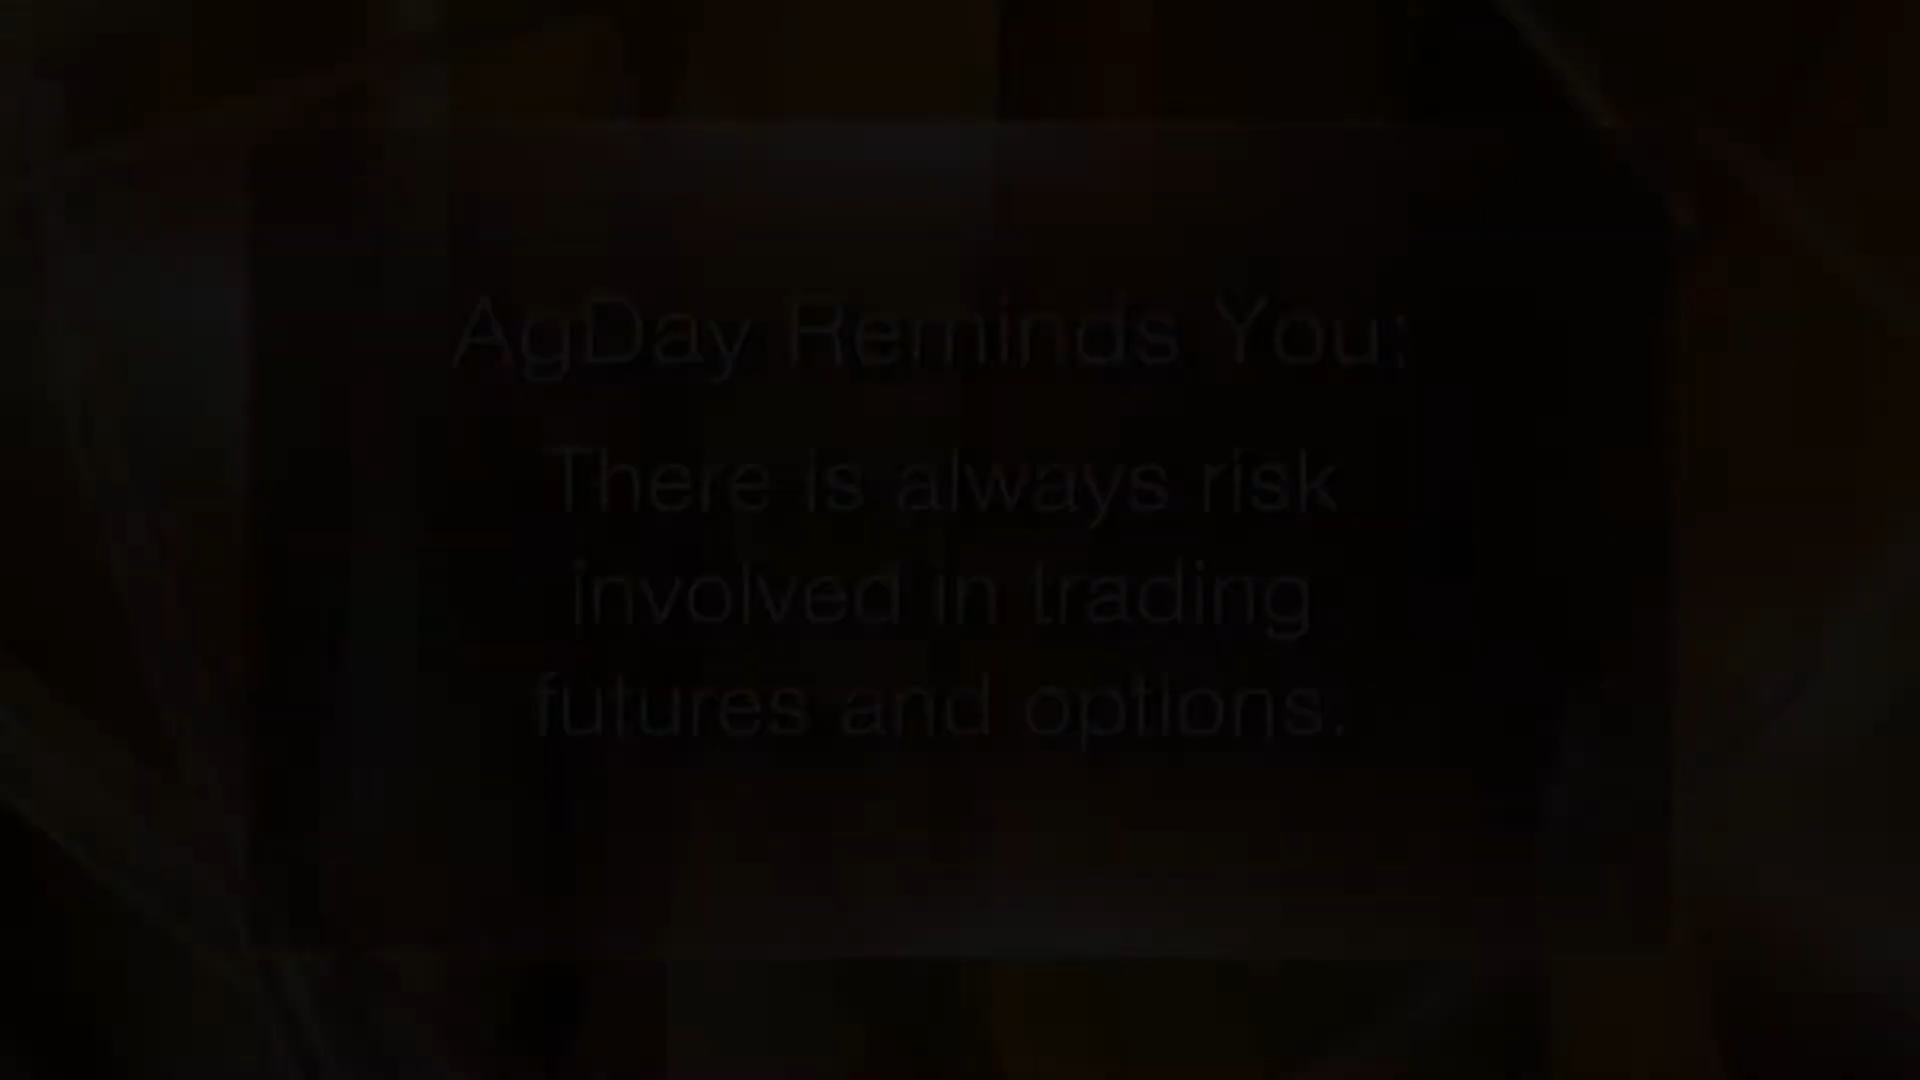 AgDay Reminds You:
There is always risk
involved in trading
futures and options.